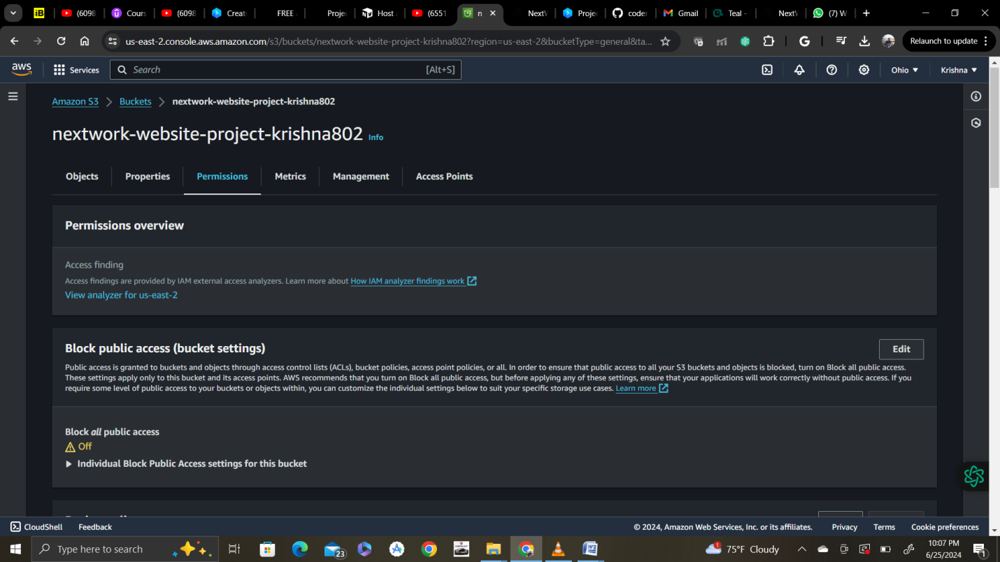 iB
(6098
Cours
(6098
Create
FREE
Projec
Host
(6551
n
NextW
Projec
coder
Gmail
Teal -
NextW
(7) W
us-east-2.console.aws.amazon.com/s3/buckets/nextwork-website-project-krishna802?region=us-east-2&bucketType=general&ta...
G
Relaunch to update
aws
Services
Search
[Alt+S]
Ohio
Krishna
Amazon S3
Buckets
nextwork-website-project-krishna802
nextwork-website-project-krishna802 Info
Objects
Properties
Permissions
Metrics
Management
Access Points
Permissions overview
Access finding
Access findings are provided by IAM external access analyzers. Learn more about How IAM analyzer findings work
View analyzer for us-east-2
Block public access (bucket settings)
Edit
Public access is granted to buckets and objects through access control lists (ACLs), bucket policies, access point policies, or all. In order to ensure that public access to all your S3 buckets and objects is blocked, turn on Block all public access.
These settings apply only to this bucket and its access points. AWS recommends that you turn on Block all public access, but before applying any of these settings, ensure that your applications will work correctly without public access. If you
require some level of public access to your buckets or objects within, you can customize the individual settings below to suit your specific storage use cases. Learn more
Block all public access
Off
Individual Block Public Access settings for this bucket
CloudShell
Feedback
© 2024, Amazon Web Services, Inc. or its affiliates.
Privacy
Terms
Cookie preferences
Type here to search
23
1
75°F Cloudy
10:07 PM
6/25/2024
1